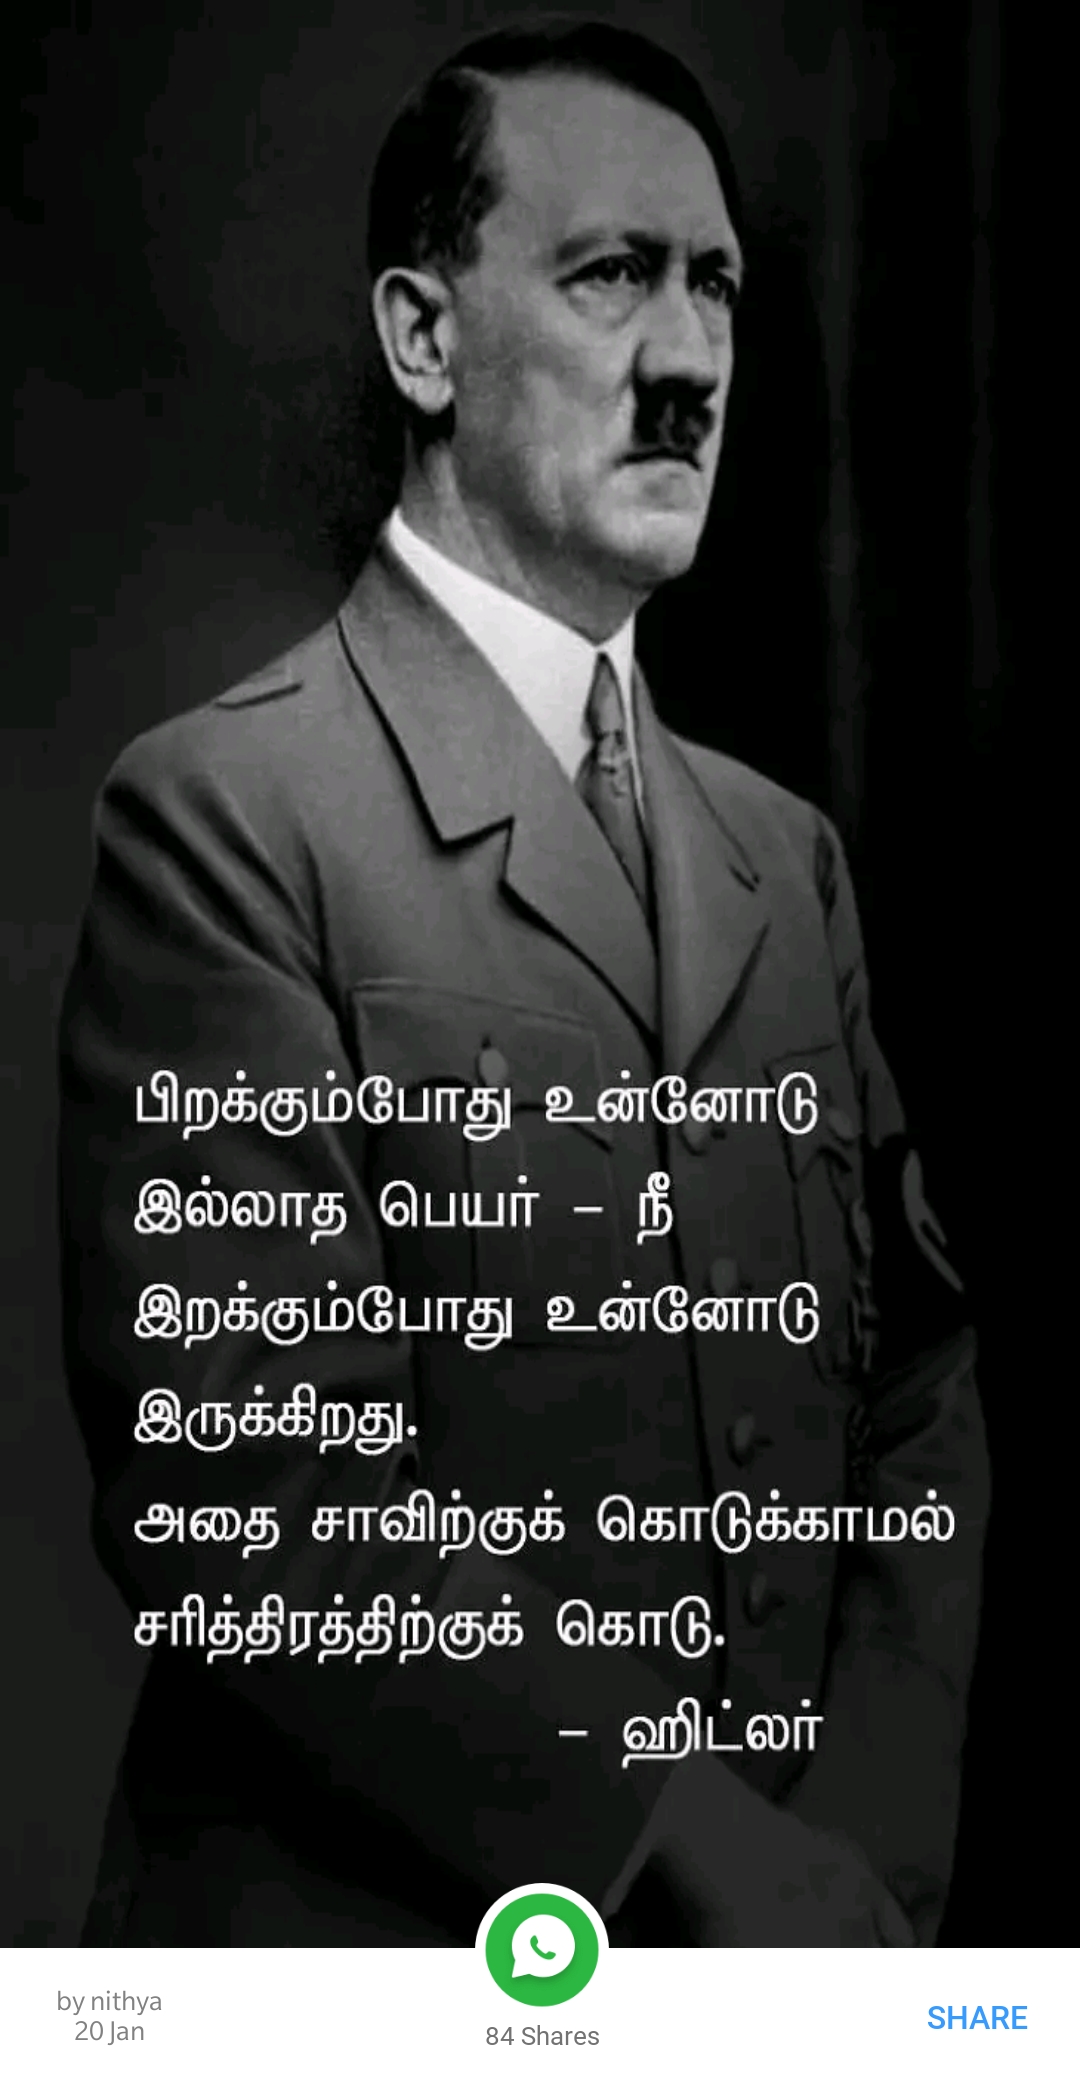 பிறக்கும்போது உன்னோடு
இல்லாத பெயர் – நீ
இறக்கும்போது உன்னோடு
இருக்கிறது.
அதை சாவிற்குக் கொடுக்காமல்
சரித்திரத்திற்குக் கொடு.
– ஹிட்லர்
by nithya
20 Jan
84 Shares
SHARE